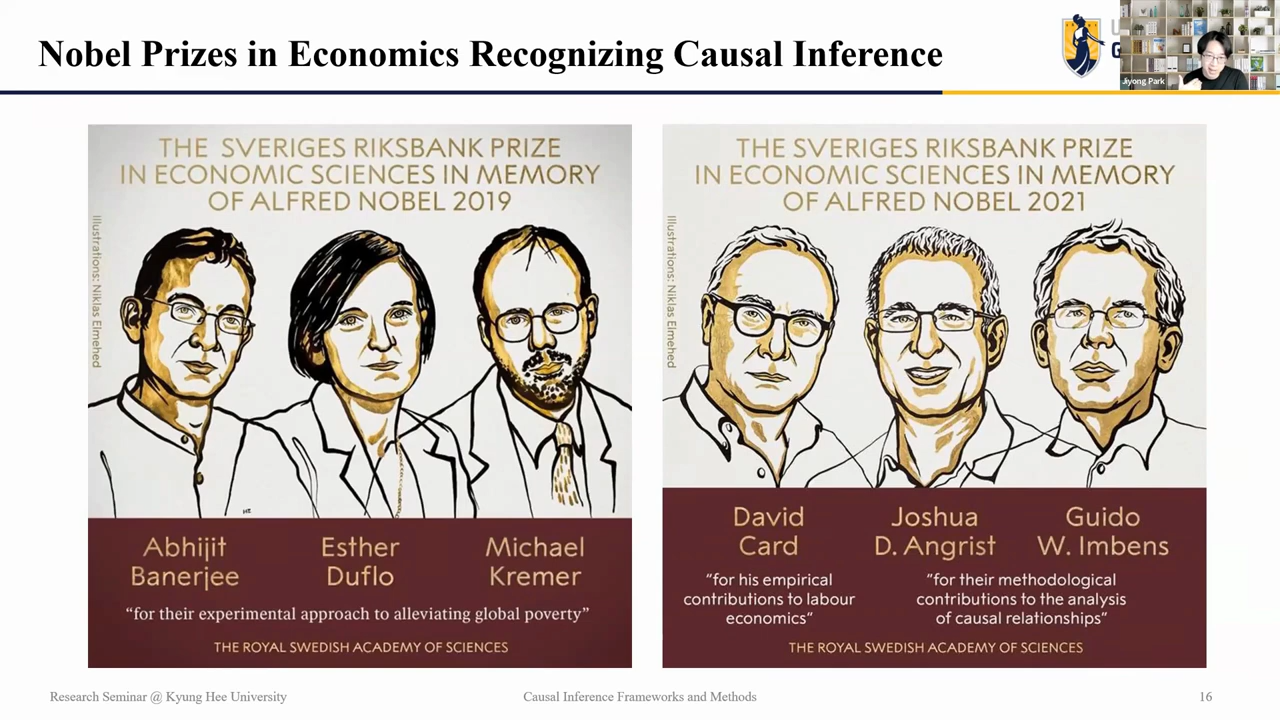 Nobel Prizes in Economics Recognizing Causal Inference
U
G
Jiyong Park
THE SVERIGES RIKSBANK PRIZE
IN ECONOMIC SCIENCES IN MEMORY
OF ALFRED NOBEL 2019
Illustrations: Niklas Elmehed
Abhijit
Banerjee
Esther
Duflo
Michael
Kremer
“for their experimental approach to alleviating global poverty”
THE ROYAL SWEDISH ACADEMY OF SCIENCES
THE SVERIGES RIKSBANK PRIZE
IN ECONOMIC SCIENCES IN MEMORY
OF ALFRED NOBEL 2021
Illustrations: Niklas Elmehed
David
Card
“for his empirical
contributions to labour
economics“
Joshua
D. Angrist
Guido
W. Imbens
”for their methodological
contributions to the analysis
of causal relationships”
THE ROYAL SWEDISH ACADEMY OF SCIENCES
Research Seminar @ Kyung Hee University
Causal Inference Frameworks and Methods
16